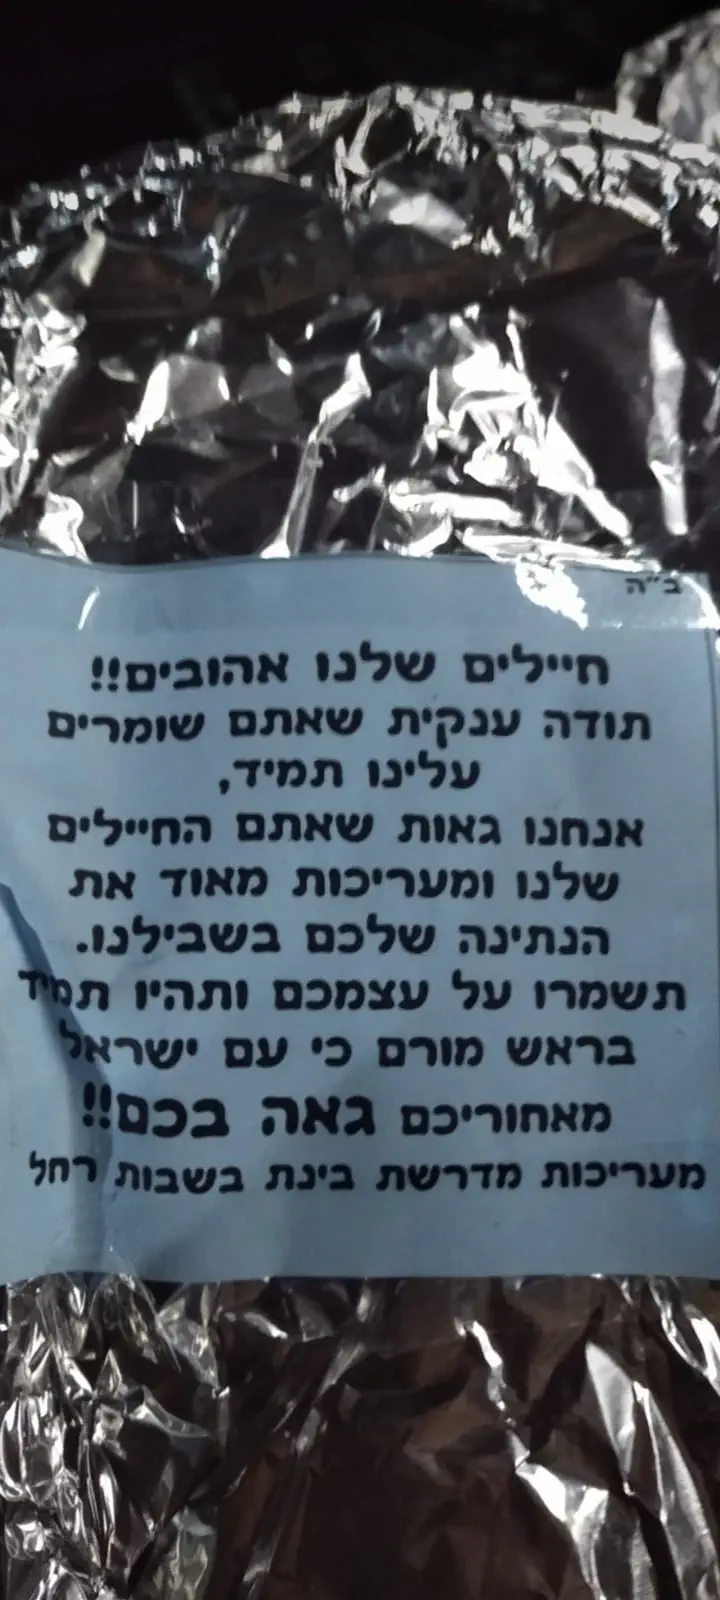 ב״ה
חיילים שלנו אהובים!!
תודה ענקית שאתם שומרים
עלינו תמיד,
אנחנו גאות שאתם החיילים
שלנו ומעריכות מאוד את
הנתינה שלכם בשבילנו.
תשמרו על עצמכם ותהיו תמיד
בראש מורם כי עם ישראל
מאחוריכם גאה בכם!!
מעריכות מדרשת בינת בשבות רחל